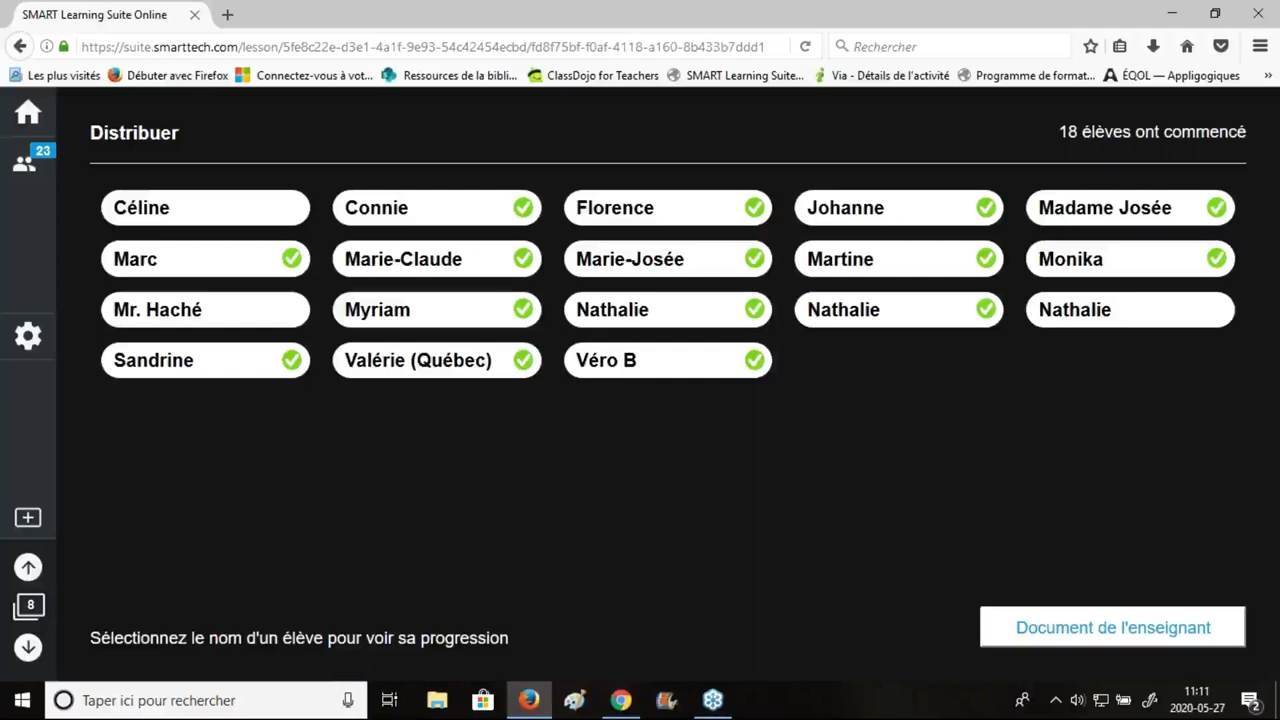 SMART Learning Suite Online
https://suite.smarttech.com/lesson/5fe8c22e-d3e1-4a1f-9e93-54c42454ecbd/fd8f75bf-f0af-4118-a160-8b433b7ddd1
Rechercher
Les plus visités Débuter avec Firefox Connectez-vous à vot... Ressources de la bibli... ClassDojo for Teachers SMART Learning Suite... Via - Détails de l'activité Programme de format... ÉQOL — Appligogiques »
Distribuer 18 élèves ont commencé
23
Céline Connie Florence Johanne Madame Josée
Marc Marie-Claude Marie-Josée Martine Monika
Mr. Haché Myriam Nathalie Nathalie Nathalie
Sandrine Valérie (Québec) Véro B
8
Sélectionnez le nom d'un élève pour voir sa progression
Document de l'enseignant
Taper ici pour rechercher
11:11
2020-05-27
2